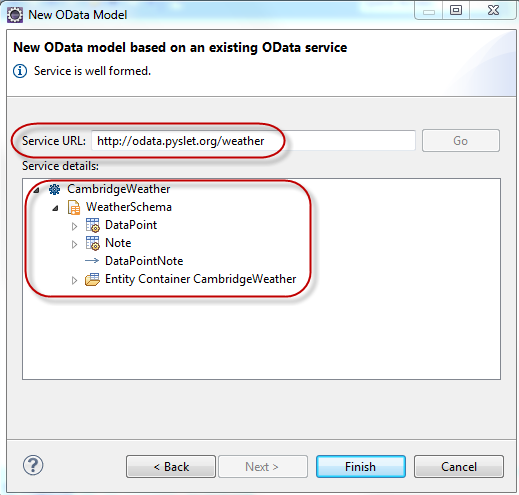 New OData Model
New OData model based on an existing OData service
Service is well formed.
Service URL: http://odata.pyslet.org/weather Go
Service details:
CambridgeWeather
WeatherSchema
DataPoint
Note
DataPointNote
Entity Container CambridgeWeather
? < Back Next > Finish Cancel